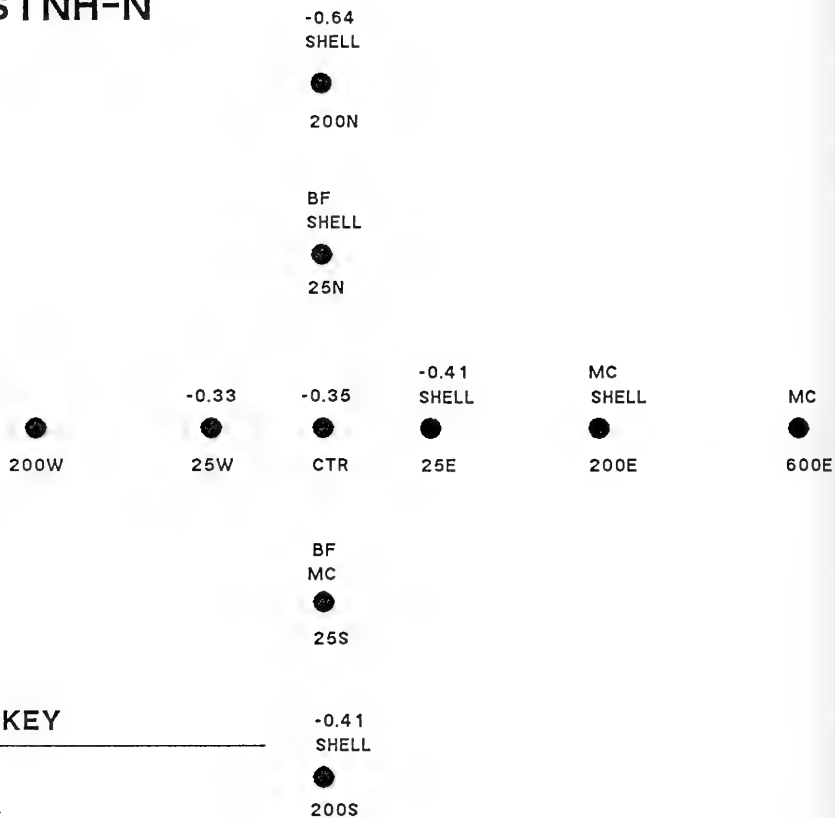 STNH-N
-0.64
SHELL
200N
BF
SHELL
25N
-0.33
-0.35
-0.41
SHELL
MC
SHELL
MC
200W
25W
CTR
25E
200E
600E
BF
MC
25S
KEY
-0.41
SHELL
200S